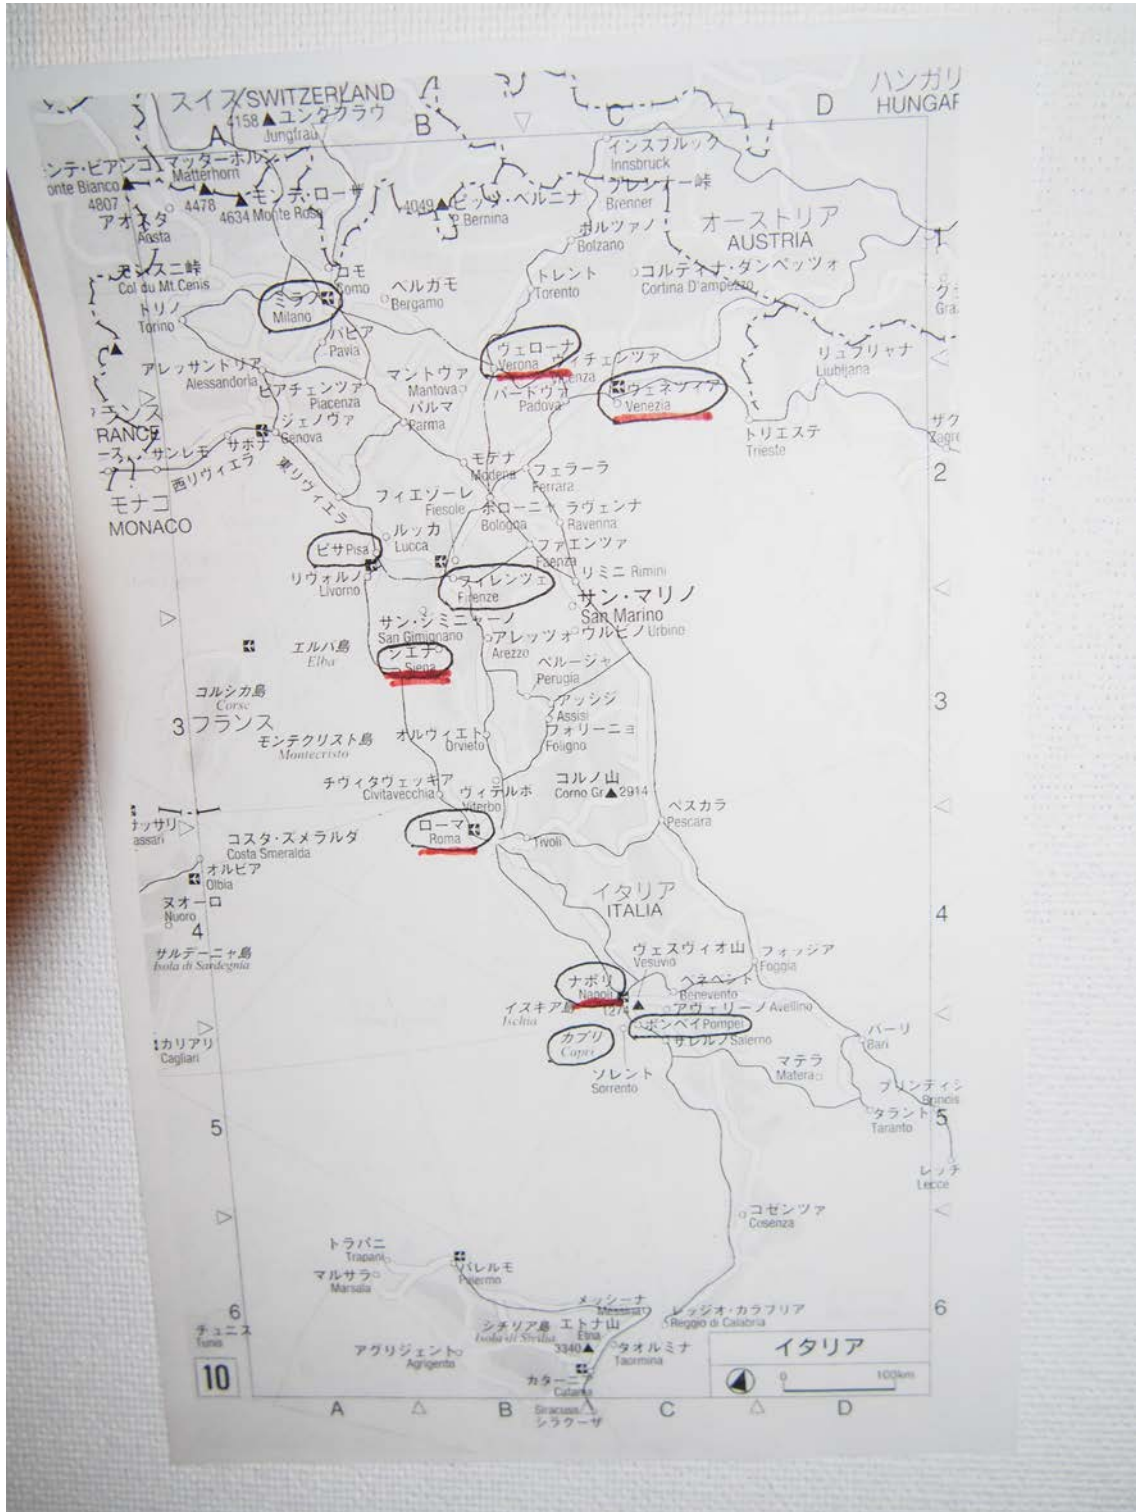 ハンガリ
HUNGAR
スイス/SWITZERLAND
4158▲ユングフラウ
Jungfrau
A
B
C
D
マッターホルン
Matterhorn
4478
onte Bianco
4807
モンテ・ローザ
4634 Monte Rosa
アオスタ
Aosta
4049▲ピッツ・ベルニナ
Bernina
インスブルック
Innsbruck
ブレンナー峠
Brenner
オーストリア
AUSTRIA
1
ボルツァノ
Bolzano
Col du Mt.Cenis
コモ
Como
トリノ
Torino
ミラノ
Milano
ベルガモ
Bergamo
トレント
Torento
コルティナ・ダンペッツォ
Cortina D'ampezzo
パビア
Pavia
ヴェローナ
Verona
ヴィチェンツァ
リュブリャナ
Liubljana
アレッサンドリア
Alessandoria
ピアチェンツァ
Piacenza
マントヴァ
Mantova
パードヴァ
Padova
ヴェネツィア
Venezia
トリエステ
Trieste
RANCE
ジェノヴァ
Genova
サボナ
サンレモ
西リヴィエラ
東リヴィエラ
パルマ
Parma
モデナ
Modena
フェラーラ
Ferrara
2
モナコ
MONACO
フィエゾーレ
Fiesole
ボローニャ
Bologna
ラヴェンナ
Ravenna
ピサ Pisa
ルッカ
Lucca
ファエンツァ
Faenza
リヴォルノ
Livorno
フィレンツェ
Firenze
リミニ Rimini
サン・マリノ
San Marino
サン・シミニャーノ
San Gimignano
アレッツォ
Arezzo
ウルビノ Urbino
エルバ島
Elba
シエナ
Siena
ペルージャ
Perugia
コルシカ島
Corse
アッシジ
Assisi
3
フランス
3
モンテクリスト島
Montecristo
オルヴィエト
Orvieto
フォリーニョ
Foligno
チヴィタヴェッキア
Civitavecchia
ヴィテルボ
Viterbo
コルノ山
Corno Gr▲2914
ペスカラ
Pescara
assari
コスタ・ズメラルダ
Costa Smeralda
ローマ
Roma
Tivoli
オルビア
Olbia
イタリア
ITALIA
ヌオーロ
Nuoro
4
4
サルデーニャ島
Isola di Sardegnia
ヴェスヴィオ山
Vesuvio
フォッジア
Foggia
ナポリ
Napoli
ベネベント
Benevento
イスキア島
Ischia
1274
アヴェリーノ Avellino
カリアリ
Cagliari
カプリ
Capri
ポンペイ Pompei
サレルノ Salerno
バーリ
Bari
ソレント
Sorrento
マテラ
Matera
ブリンディシ
タラント
Taranto
5
5
レッチ
Lecce
コゼンツァ
Cosenza
トラパニ
Trapani
パレルモ
Palermo
マルサラ
Marsala
メッシーナ
Messina
レッジオ・カラブリア
Reggio di Calabria
6
6
チュニス
Tunis
シチリア島
Isola di Sicilia
エトナ山
Etna
3340▲
アグリジェント
Agrigento
タオルミナ
Taormina
イタリア
0 100km
10
カターニア
Catania
Siracusa
シラクーザ
A
B
C
D